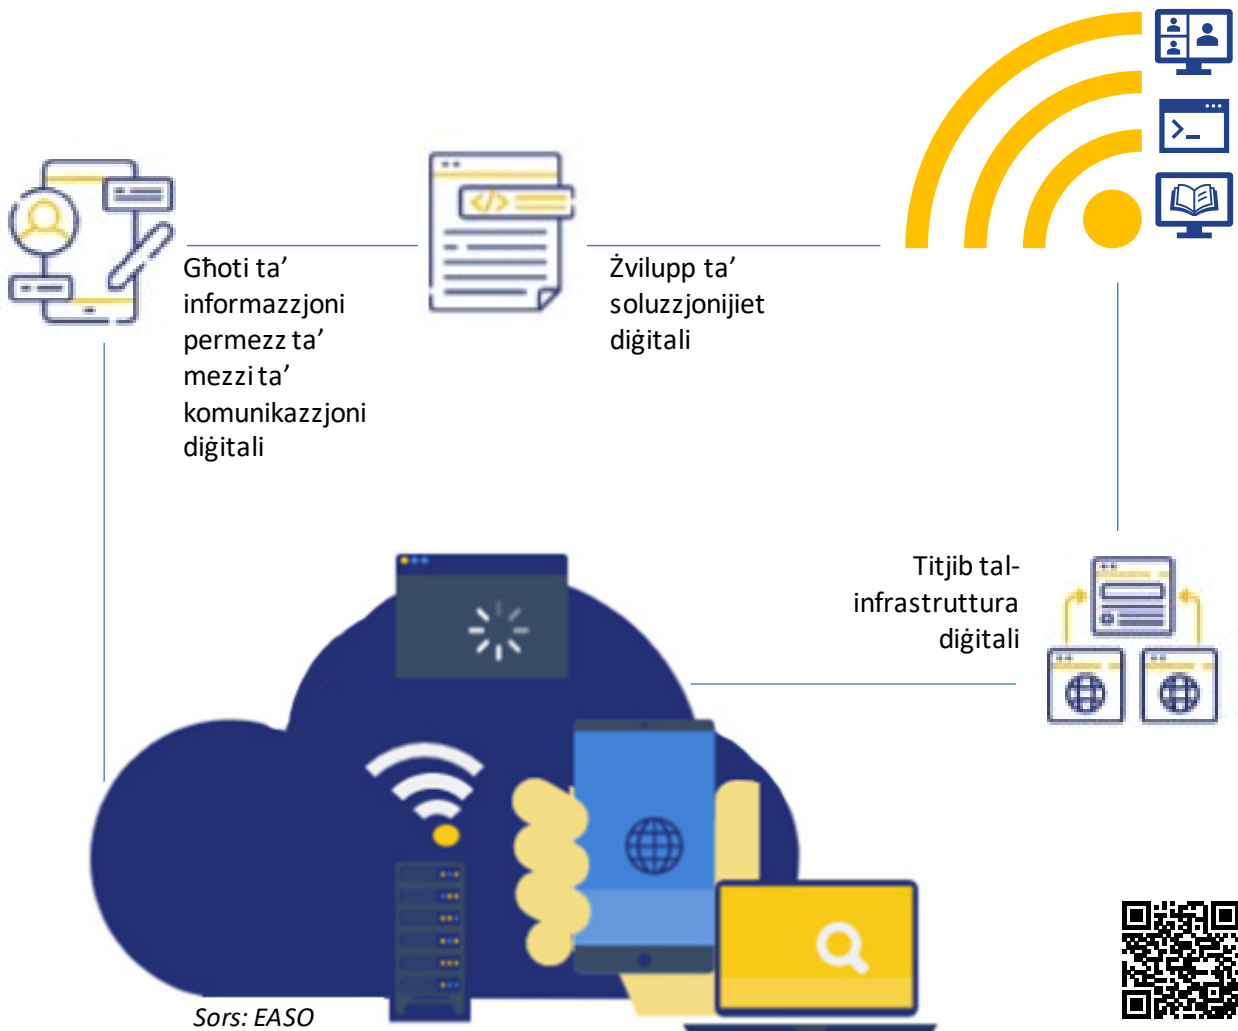 Għoti ta’
informazzjoni
permezz ta’
mezzi ta’
komunikazzjoni
diġitali
Żvilupp ta’
soluzzjonijiet
diġitali
Titjib tal-
infrastruttura
diġitali
Sors: EASO